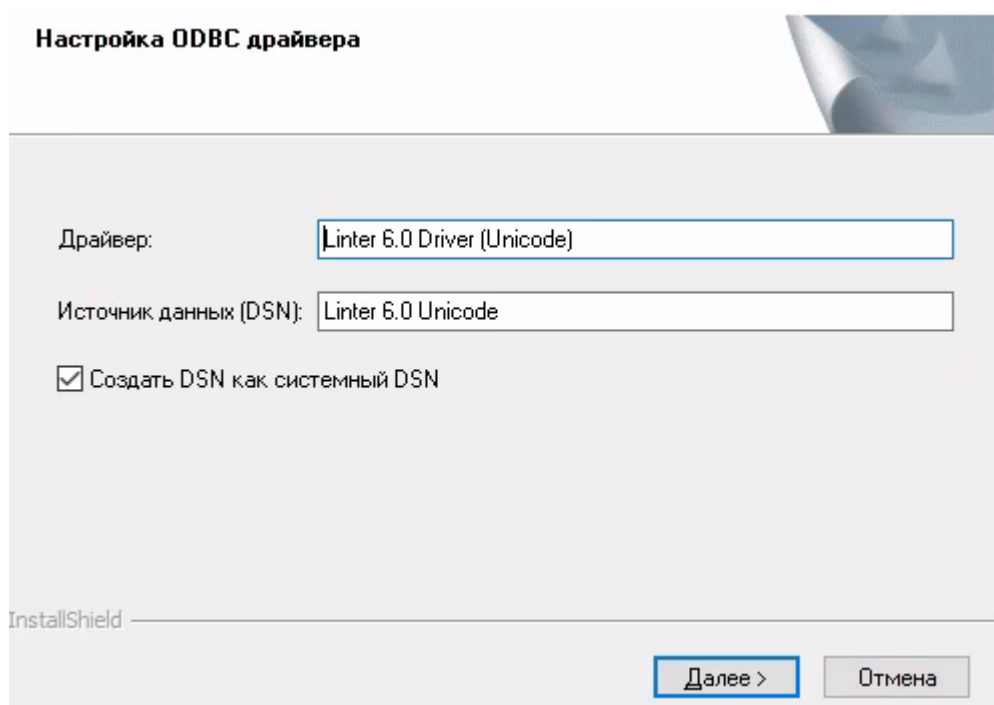 Настройка ODBC драйвера
Драйвер: Linter 6.0 Driver (Unicode)
Источник данных (DSN): Linter 6.0 Unicode
Создать DSN как системный DSN
InstallShield
Далее > Отмена